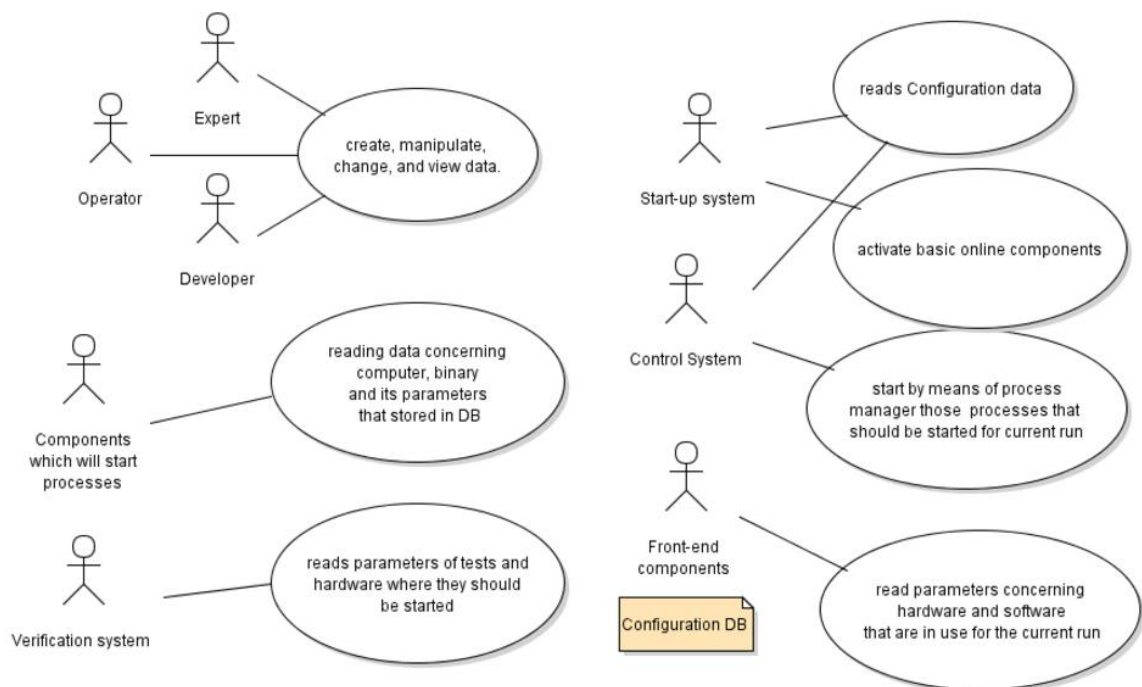 Expert
Operator
Developer
create, manipulate,
change, and view data.
Components
which will start
processes
reading data concerning
computer, binary
and its parameters
that stored in DB
Verification system
reads parameters of tests and
hardware where they should
be started
Start-up system
reads Configuration data
activate basic online components
Control System
start by means of process
manager those processes that
should be started for current run
Front-end
components
Configuration DB
read parameters concerning
hardware and software
that are in use for the current run